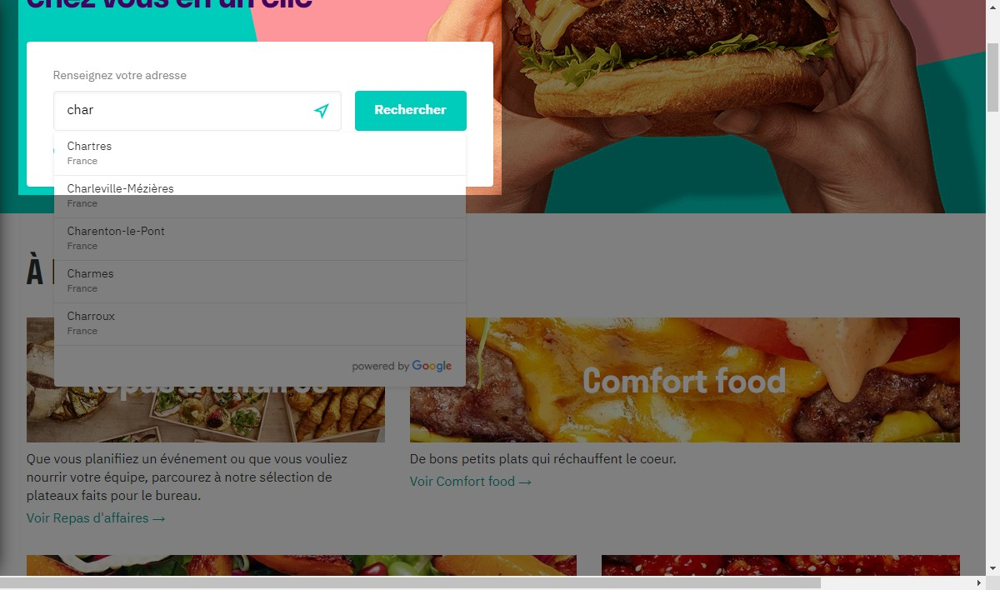 chez vous en un clic
Renseignez votre adresse
char
Rechercher
Chartres
France
Charleville-Mézières
France
Charenton-le-Pont
France
Charmes
France
Charroux
France
powered by Google
À
Repas d'affaires
Comfort food
Que vous planifiiez un événement ou que vous vouliez
nourrir votre équipe, parcourez à notre sélection de
plateaux faits pour le bureau.
Voir Repas d'affaires →
De bons petits plats qui réchauffent le coeur.
Voir Comfort food →